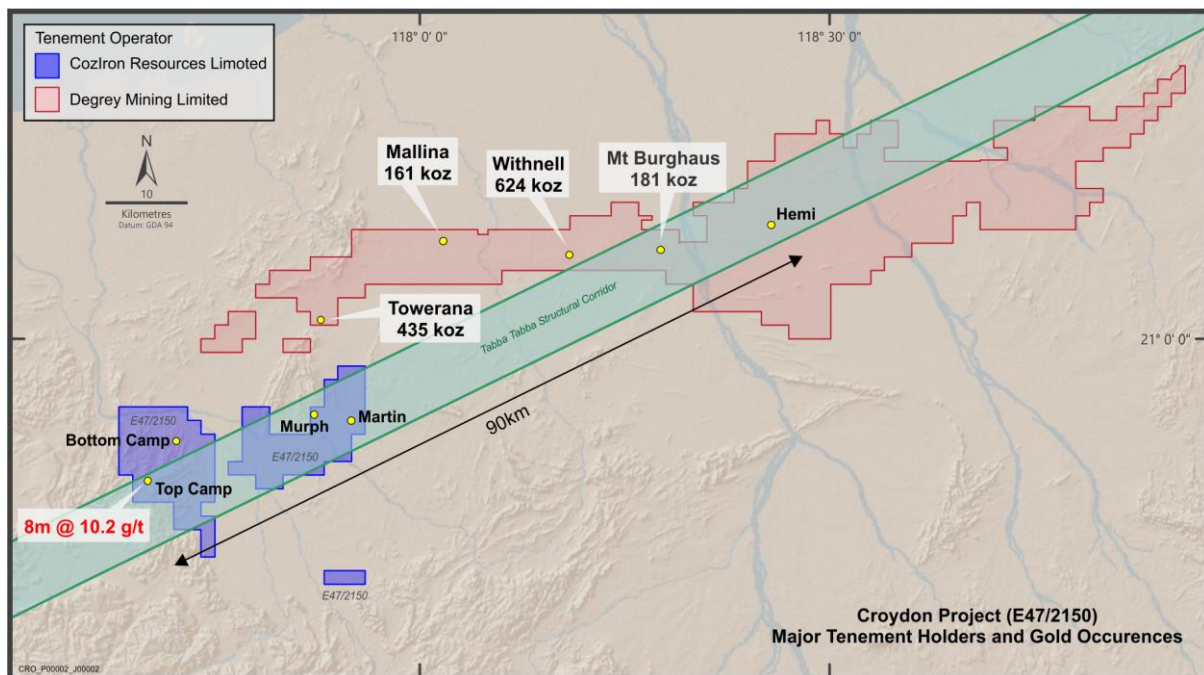 Tenement Operator
CozIron Resources Limoted
Degrey Mining Limited
118° 0' 0"
118° 30' 0"
N
10
Kilometres
Datum: GDA 94
Mallina
161 koz
Withnell
624 koz
Mt Burghaus
181 koz
Hemi
Towerana
435 koz
Tabba Tabba Structural Corridor
21° 0' 0"
90km
E47/2150
Bottom Camp
Murph
Martin
E47/2150
Top Camp
8m @ 10.2 g/t
E47/2150
Croydon Project (E47/2150)
Major Tenement Holders and Gold Occurences
CRO_P00002_J00002